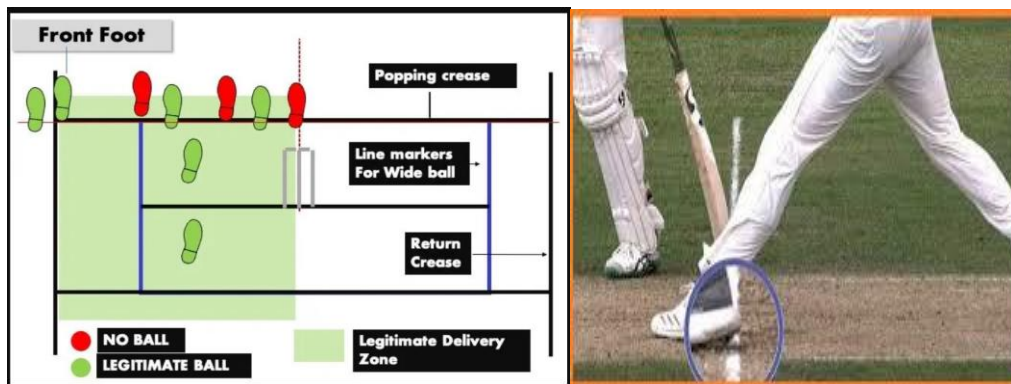 Front Foot
Popping crease
Line markers
For Wide ball
Return
Crease
NO BALL
LEGITIMATE BALL
Legitimate Delivery
Zone